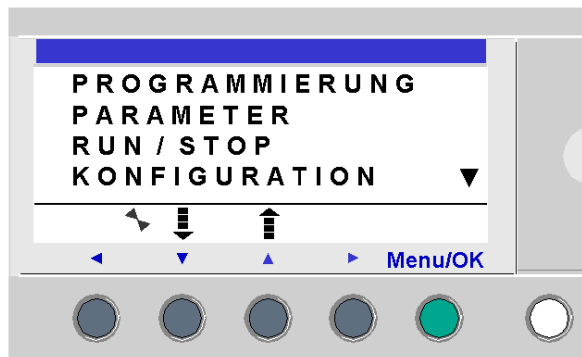 PROGRAMMIERUNG
PARAMETER
RUN / STOP
KONFIGURATION
Menu/OK